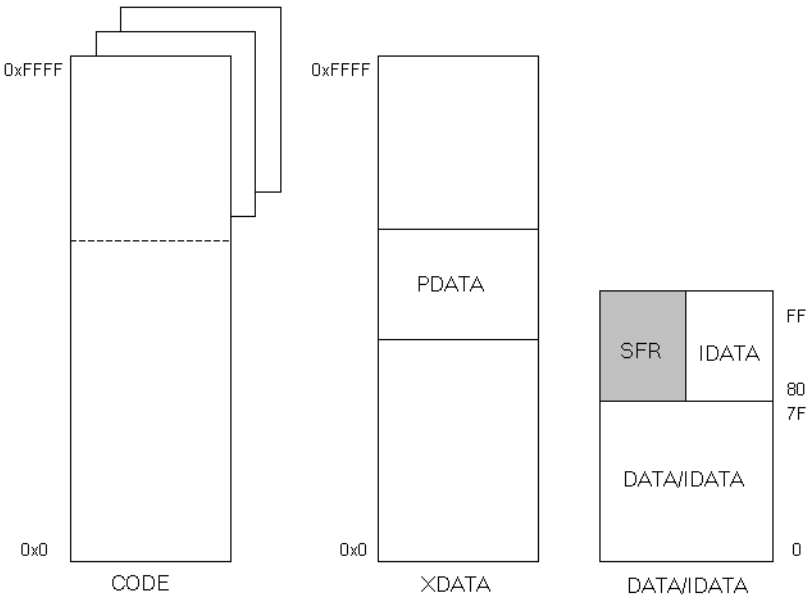 0xFFFF
0xFFFF
PDATA
FF
SFR
IDATA
80
7F
DATA/IDATA
0x0
0x0
0
CODE
XDATA
DATA/IDATA